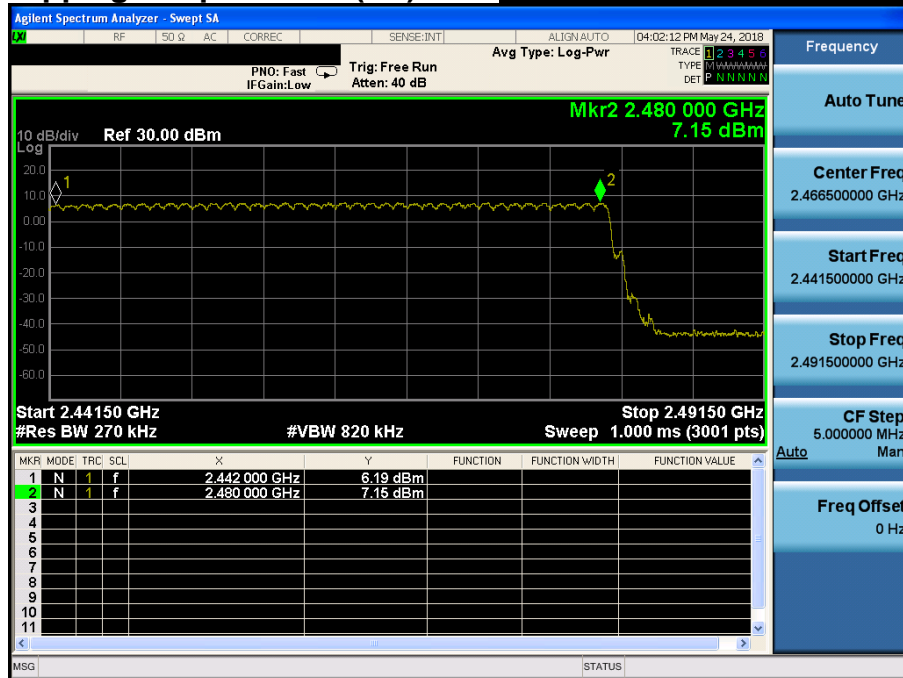 Agilent Spectrum Analyzer - Swept SA
LXI RF 50 Ω AC CORREC SENSE:INT ALIGN AUTO 04:02:12 PM May 24, 2018
Avg Type: Log-Pwr TRACE 1 2 3 4 5 6
PNO: Fast Trig: Free Run TYPE M WWWWW
IFGain:Low Atten: 40 dB DET P N N N N N
Mkr2 2.480 000 GHz
7.15 dBm
10 dB/div Ref 30.00 dBm
Log
20.0
10.0
0.00
-10.0
-20.0
-30.0
-40.0
-50.0
-60.0
1
2
Start 2.44150 GHz Stop 2.49150 GHz
#Res BW 270 kHz #VBW 820 kHz Sweep 1.000 ms (3001 pts)
MKR MODE TRC SCL X Y FUNCTION FUNCTION WIDTH FUNCTION VALUE
1 N 1 f 2.442 000 GHz 6.19 dBm
2 N 1 f 2.480 000 GHz 7.15 dBm
3
4
5
6
7
8
9
10
11
MSG STATUS
Frequency
Auto Tune
Center Freq
2.466500000 GHz
Start Freq
2.441500000 GHz
Stop Freq
2.491500000 GHz
CF Step
5.000000 MHz
Auto Man
Freq Offset
0 Hz